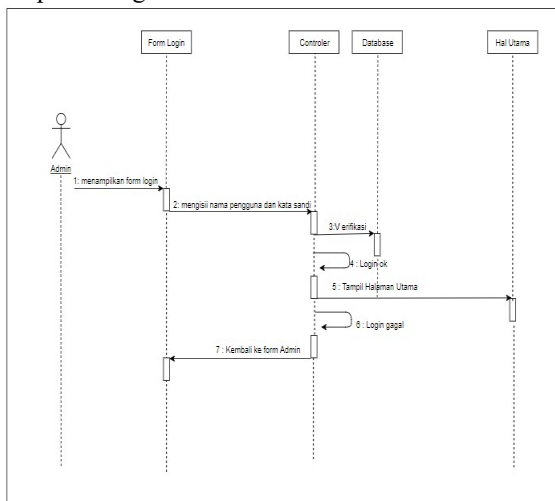 Form Login
Controler
Database
Hal Utama
Admin
1: menampilkan form login
2: mengisii nama pengguna dan kata sandi
3:V erifikasi
4 : Login ok
5 : Tampil Halaman Utama
6 : Login gagal
7 : Kembali ke form Admin